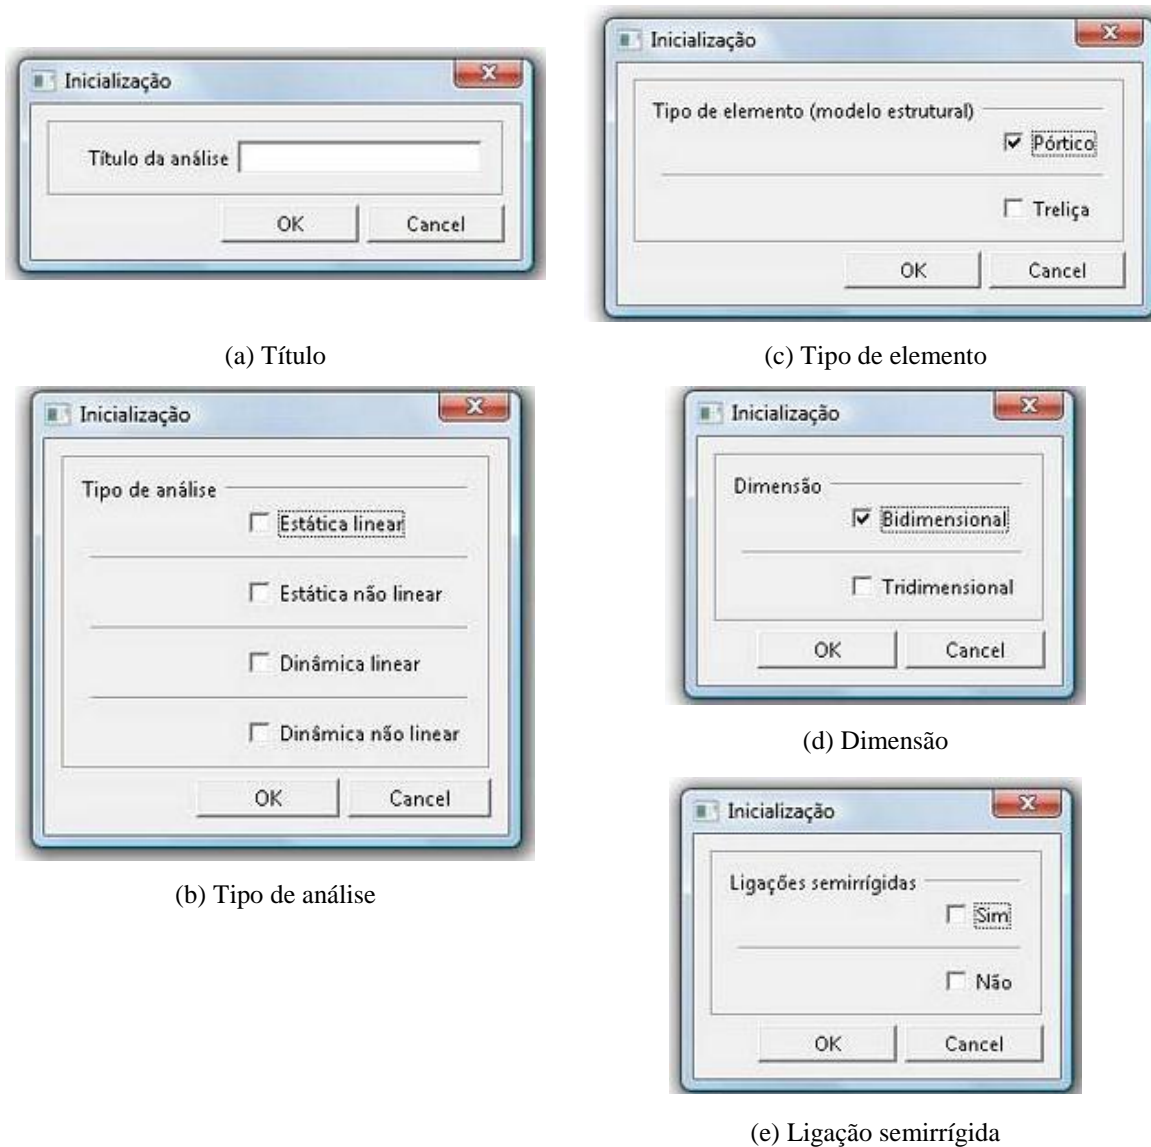 Inicialização
Título da análise
OK Cancel
(a) Título
Inicialização
Tipo de elemento (modelo estrutural)
Pórtico
Treliça
OK Cancel
(c) Tipo de elemento
Inicialização
Tipo de análise
Estática linear
Estática não linear
Dinâmica linear
Dinâmica não linear
OK Cancel
(b) Tipo de análise
Inicialização
Dimensão
Bidimensional
Tridimensional
OK Cancel
(d) Dimensão
Inicialização
Ligações semirrígidas
Sim
Não
OK Cancel
(e) Ligação semirrígida